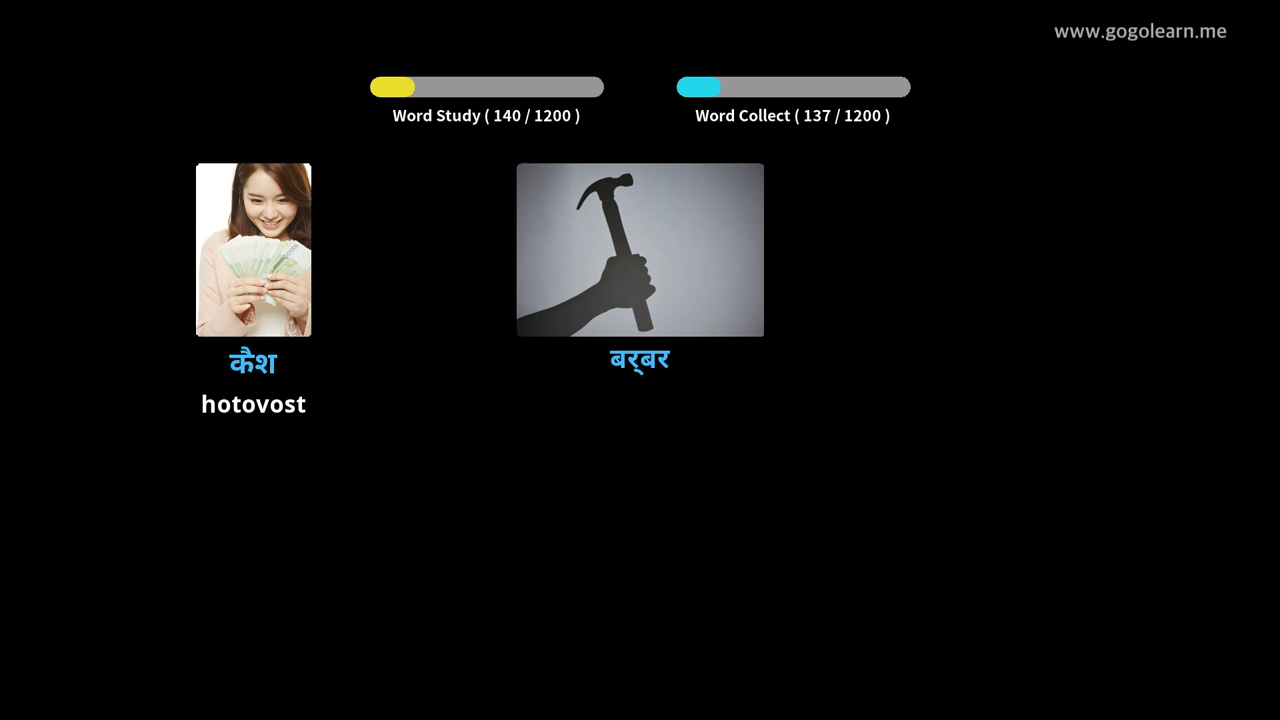 www.gogolearn.me
Word Study ( 140 / 1200 )
Word Collect ( 137 / 1200 )
कैश
hotovost
बर्‌बर